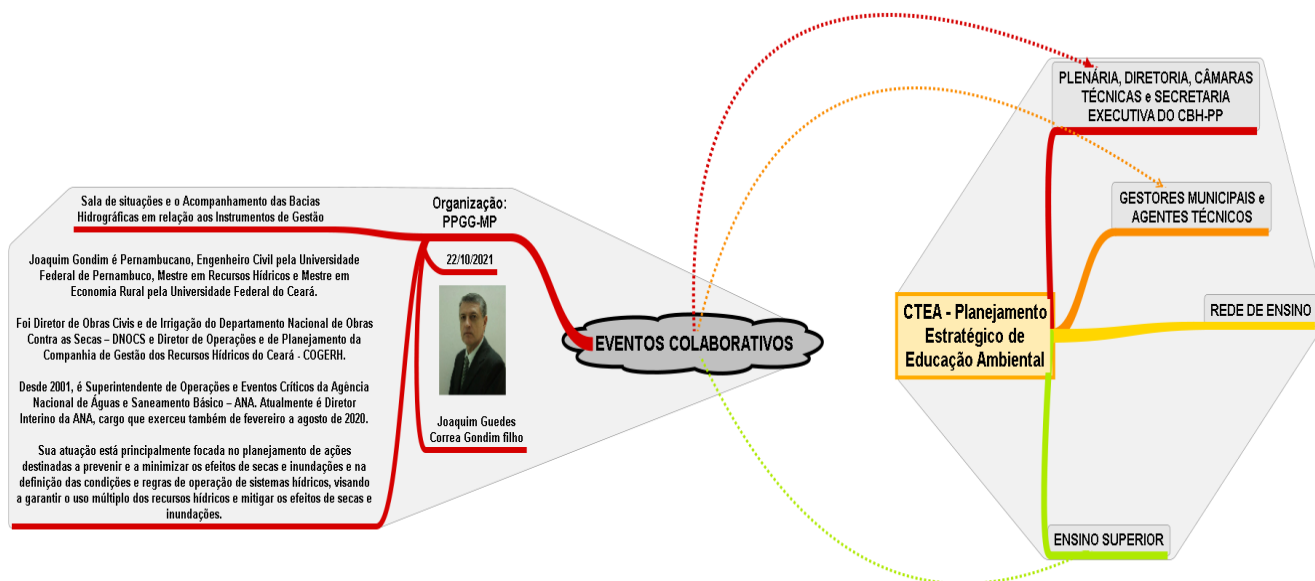 Sala de situações e o Acompanhamento das Bacias
Hidrográficas em relação aos Instrumentos de Gestão
Joaquim Gondim é Pernambucano, Engenheiro Civil pela Universidade
Federal de Pernambuco, Mestre em Recursos Hídricos e Mestre em
Economia Rural pela Universidade Federal do Ceará.
Foi Diretor de Obras Civis e de Irrigação do Departamento Nacional de Obras
Contra as Secas – DNOCS e Diretor de Operações e de Planejamento da
Companhia de Gestão dos Recursos Hídricos do Ceará - COGERH.
Desde 2001, é Superintendente de Operações e Eventos Críticos da Agência
Nacional de Águas e Saneamento Básico – ANA. Atualmente é Diretor
Interino da ANA, cargo que exerceu também de fevereiro a agosto de 2020.
Sua atuação está principalmente focada no planejamento de ações
destinadas a prevenir e a minimizar os efeitos de secas e inundações e na
definição das condições e regras de operação de sistemas hídricos, visando
a garantir o uso múltiplo dos recursos hídricos e mitigar os efeitos de secas e
inundações.
Organização:
PPGG-MP
22/10/2021
Joaquim Guedes
Correa Gondim filho
EVENTOS COLABORATIVOS
CTEA - Planejamento
Estratégico de
Educação Ambiental
PLENÁRIA, DIRETORIA, CÂMARAS
TÉCNICAS e SECRETARIA
EXECUTIVA DO CBH-PP
GESTORES MUNICIPAIS e
AGENTES TÉCNICOS
REDE DE ENSINO
ENSINO SUPERIOR